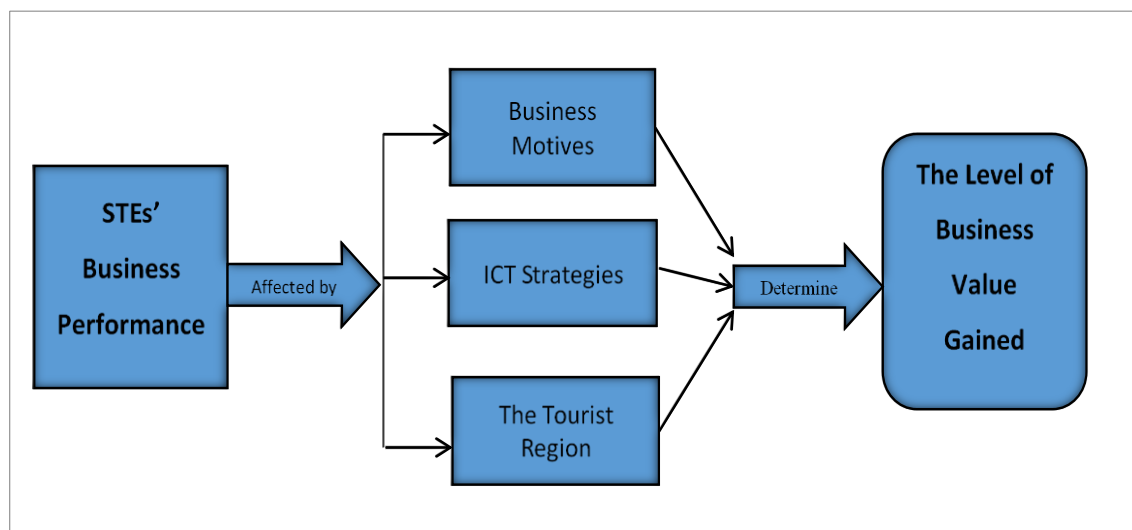 STEs’
Business
Performance
Affected by
Business
Motives
ICT Strategies
The Tourist
Region
Determine
The Level of
Business
Value
Gained